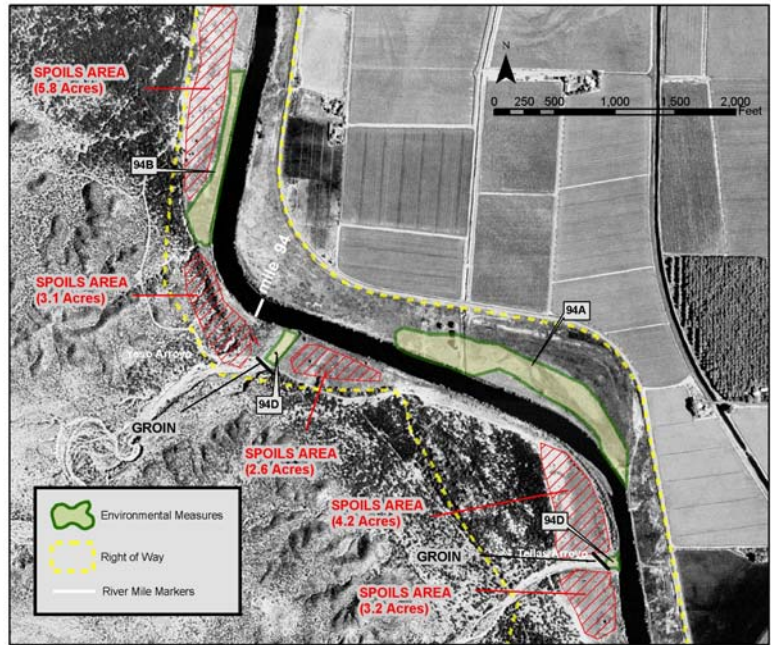 SPOILS AREA
(5.8 Acres)
N
0 250 500 1,000 1,500 2,000
Feet
94B
mile 94
SPOILS AREA
(3.1 Acres)
94A
Yeso Arroyo
94D
GROIN
SPOILS AREA
(2.6 Acres)
SPOILS AREA
(4.2 Acres)
94D
GROIN
Arroyo
SPOILS AREA
(3.2 Acres)
Environmental Measures
Right of Way
River Mile Markers